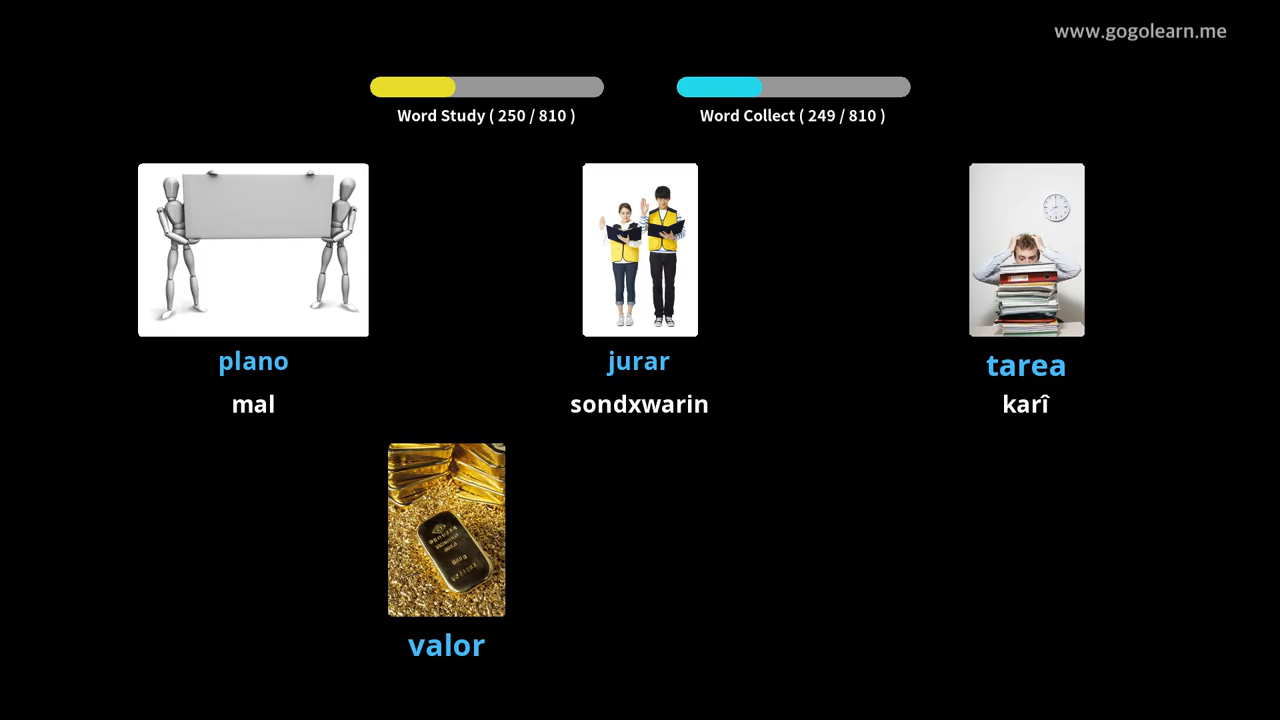 www.gogolearn.me
Word Study ( 250 / 810 )
Word Collect ( 249 / 810 )
plano
jurar
tarea
mal
sondxwarin
karî
valor